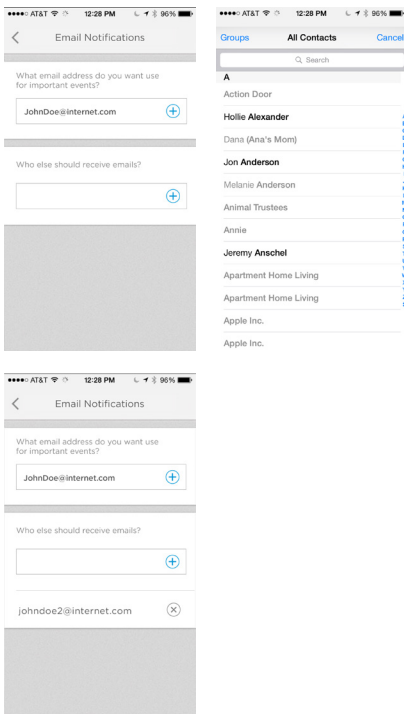 AT&T 12:28 PM 96%
Email Notifications
What email address do you want use
for important events?
JohnDoe@internet.com
Who else should receive emails?
AT&T 12:28 PM 96%
Groups All Contacts Cancel
Search
A
Action Door
Hollie Alexander
Dana (Ana's Mom)
Jon Anderson
Melanie Anderson
Animal Trustees
Annie
Jeremy Anschel
Apartment Home Living
Apartment Home Living
Apple Inc.
Apple Inc.
AT&T 12:28 PM 96%
Email Notifications
What email address do you want use
for important events?
JohnDoe@internet.com
Who else should receive emails?
johndoe2@internet.com